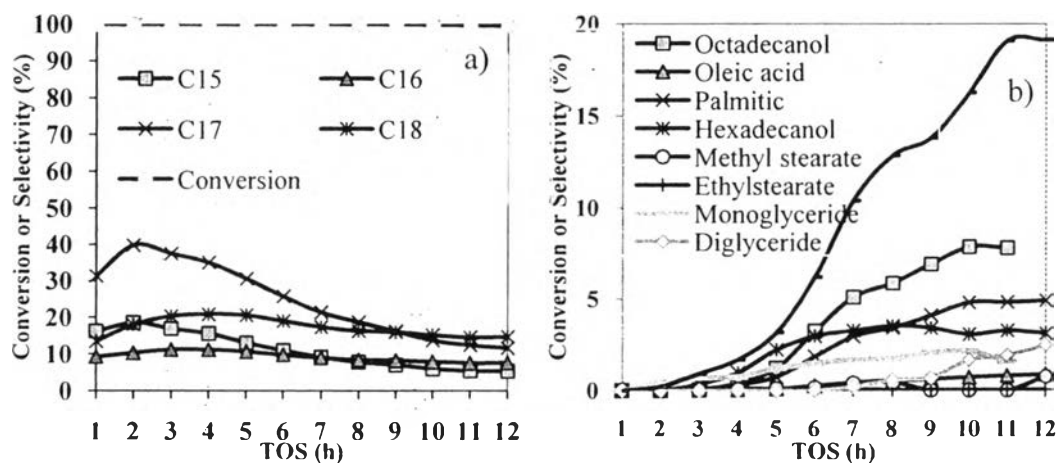 Conversion or Selectivity (%)
100
90
80
70
60
50
40
30
20
10
0
a)
C15
C16
C17
C18
Conversion
1 2 3 4 5 6 7 8 9 10 11 12
TOS (h)
Conversion or Selectivity (%)
20
15
10
5
0
b)
Octadecanol
Oleic acid
Palmitic
Hexadecanol
Methyl stearate
Ethylstearate
Monoglyceride
Diglyceride
1 2 3 4 5 6 7 8 9 10 11 12
TOS (h)